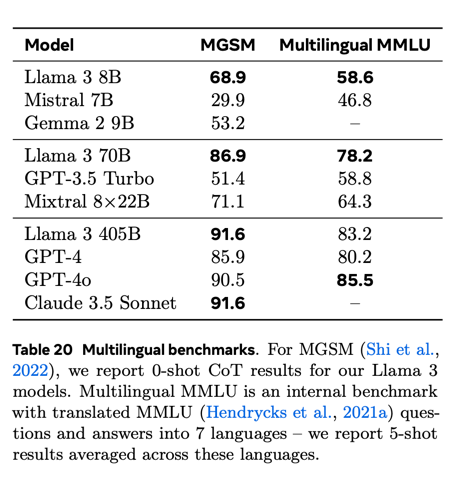 Model MGSM Multilingual MMLU
Llama 3 8B 68.9 58.6
Mistral 7B 29.9 46.8
Gemma 2 9B 53.2 –
Llama 3 70B 86.9 78.2
GPT-3.5 Turbo 51.4 58.8
Mixtral 8×22B 71.1 64.3
Llama 3 405B 91.6 83.2
GPT-4 85.9 80.2
GPT-4o 90.5 85.5
Claude 3.5 Sonnet 91.6 –
Table 20 Multilingual benchmarks. For MGSM (Shi et al.,
2022), we report 0-shot CoT results for our Llama 3
models. Multilingual MMLU is an internal benchmark
with translated MMLU (Hendrycks et al., 2021a) ques-
tions and answers into 7 languages – we report 5-shot
results averaged across these languages.